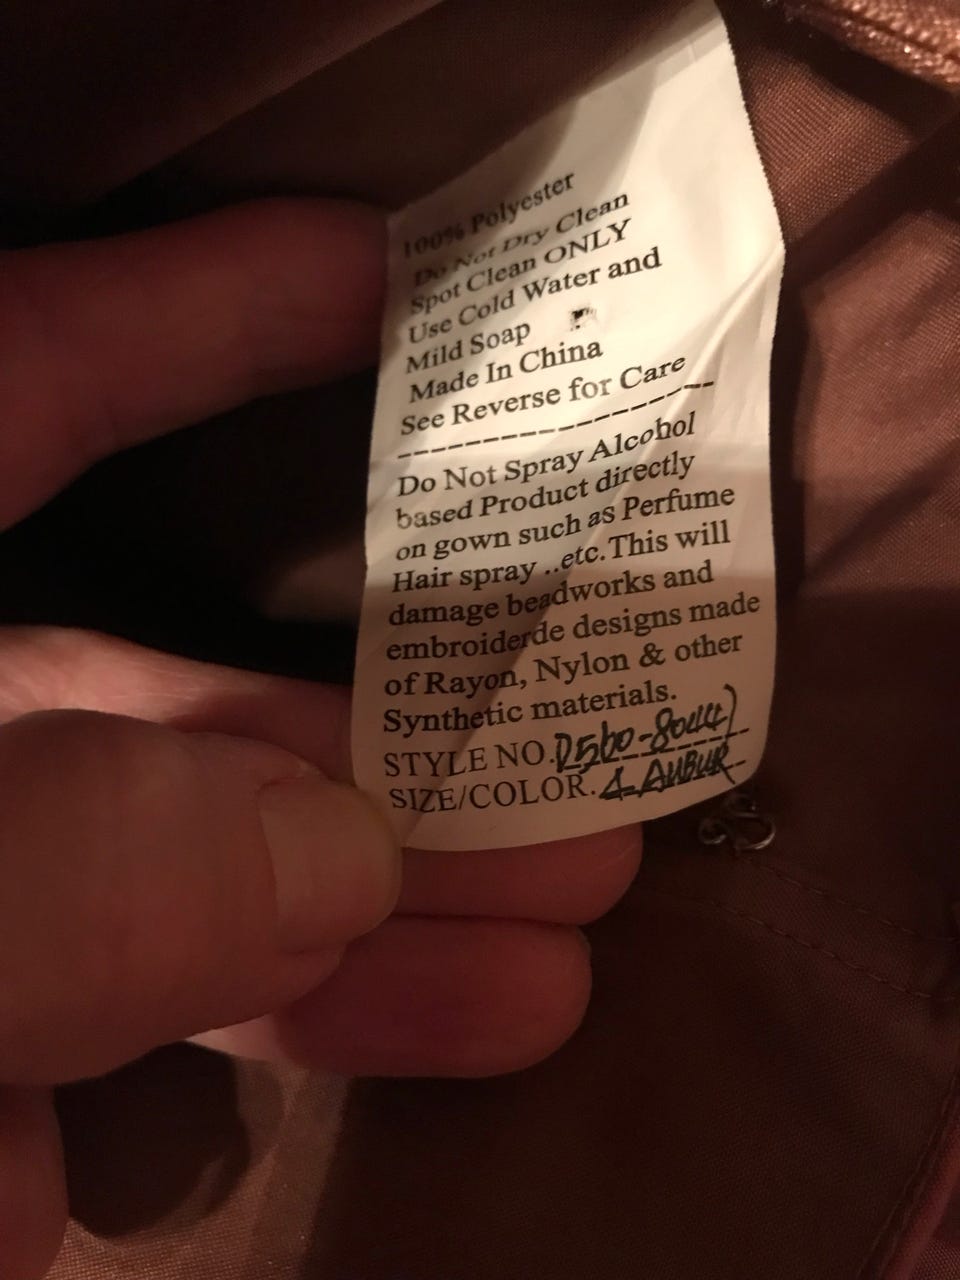 100% Polyester
Do Not Dry Clean
Spot Clean ONLY
Use Cold Water and
Mild Soap
Made In China
See Reverse for Care
Do Not Spray Alcohol
based Product directly
on gown such as Perfume
Hair spray ..etc.This will
damage beadworks and
embroiderde designs made
of Rayon, Nylon & other
Synthetic materials.
STYLE NO.
SIZE/COLOR. 4 AUBUR